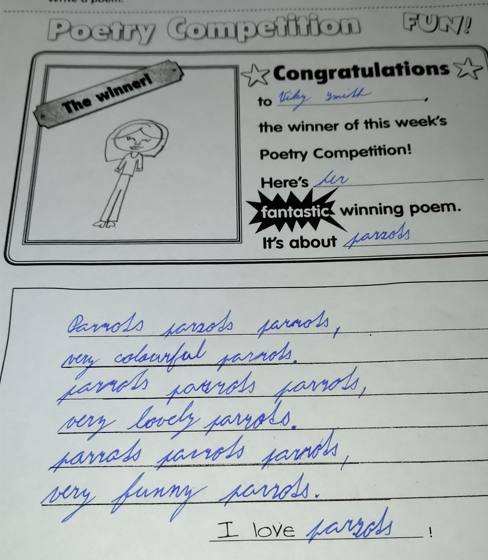 Write a poem.
Poetry Competition FUN!
The winner!
Congratulations
to Vicky Smith,
the winner of this week's
Poetry Competition!
Here's her
fantastic winning poem.
It's about parrots
Parrots parrots parrots,
very colourful parrots.
parrots parrots parrots,
very lovely parrots.
parrots parrots parrots,
very funny parrots.
I love parrots!